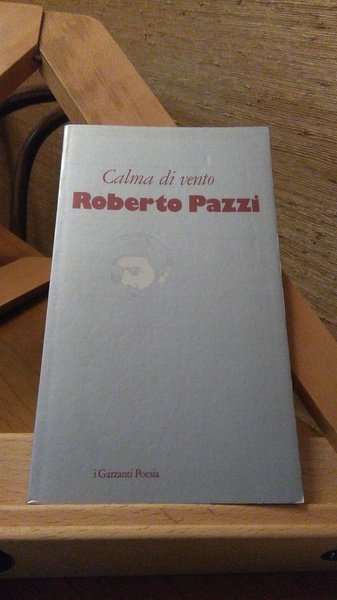 Calma di vento
Roberto Pazzi
i Garzanti Poesia